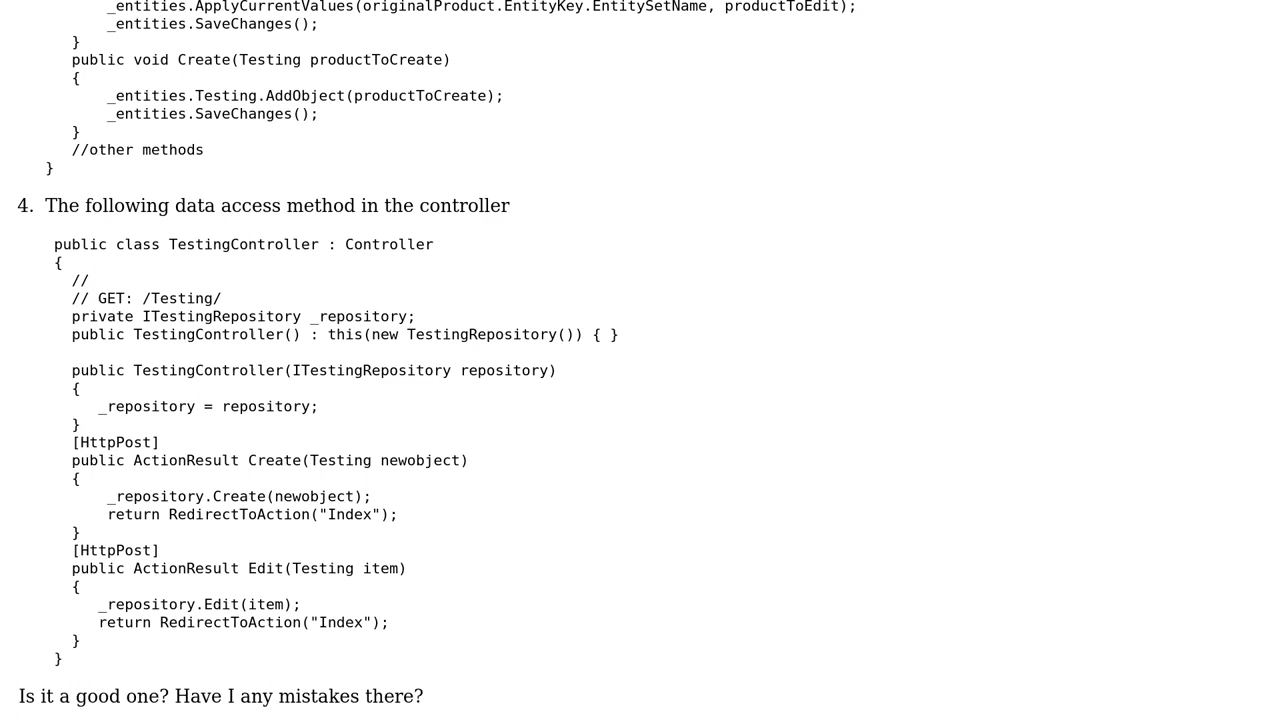 _entities.ApplyCurrentValues(originalProduct.EntityKey.EntitySetName, productToEdit);
_entities.SaveChanges();
}
public void Create(Testing productToCreate)
{
_entities.Testing.AddObject(productToCreate);
_entities.SaveChanges();
}
//other methods
}
4. The following data access method in the controller
public class TestingController : Controller
{
//
// GET: /Testing/
private ITestingRepository _repository;
public TestingController() : this(new TestingRepository()) { }
public TestingController(ITestingRepository repository)
{
_repository = repository;
}
[HttpPost]
public ActionResult Create(Testing newobject)
{
_repository.Create(newobject);
return RedirectToAction("Index");
}
[HttpPost]
public ActionResult Edit(Testing item)
{
_repository.Edit(item);
return RedirectToAction("Index");
}
}
Is it a good one? Have I any mistakes there?